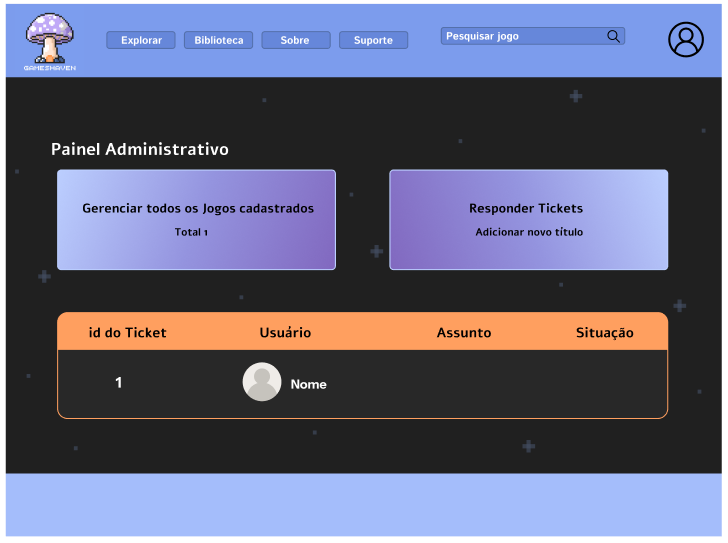 Explorar Biblioteca Sobre Suporte Pesquisar jogo
GAMESHAVEN
Painel Administrativo
Gerenciar todos os Jogos cadastrados
Total 1
Responder Tickets
Adicionar novo título
id do Ticket Usuário Assunto Situação
1 Nome